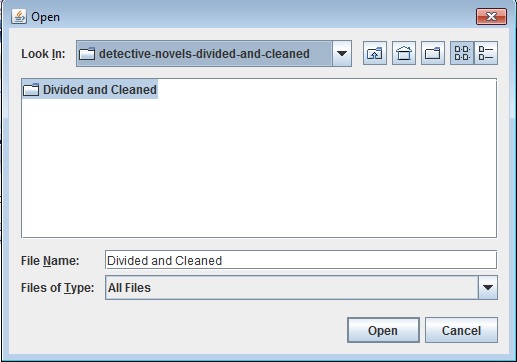 Open
Look In: detective-novels-divided-and-cleaned
Divided and Cleaned
File Name: Divided and Cleaned
Files of Type: All Files
Open Cancel